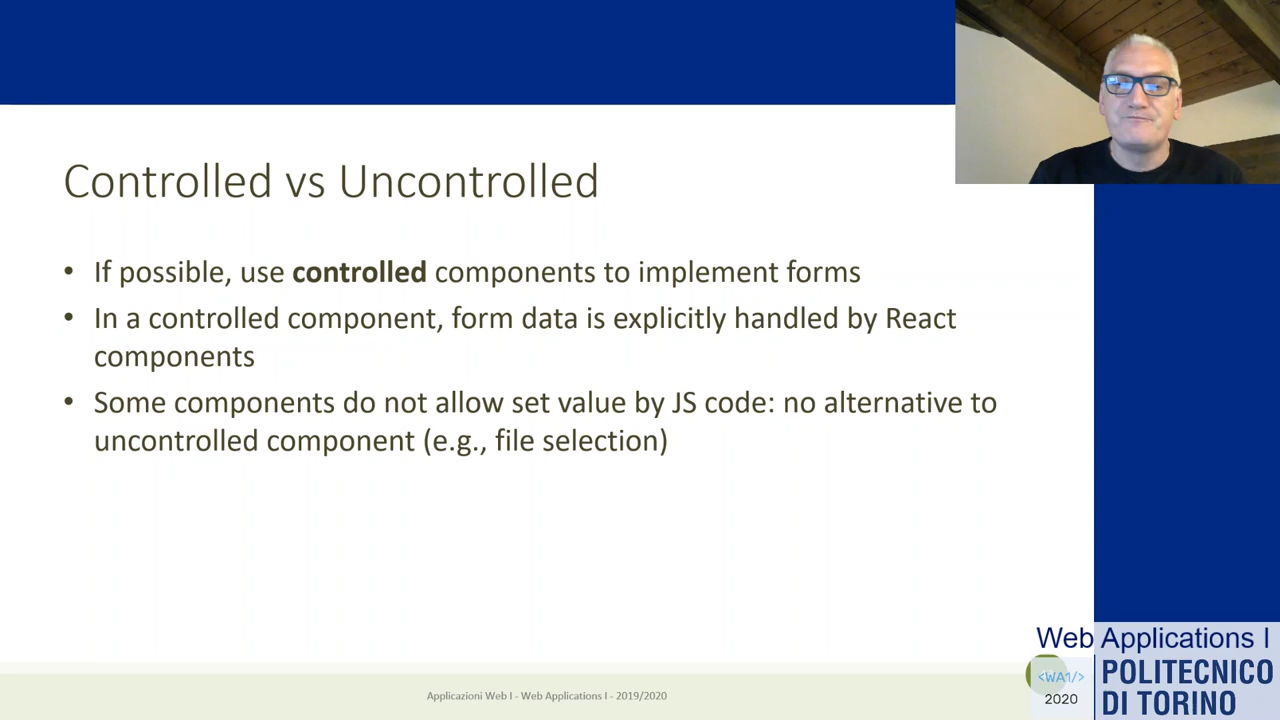 Controlled vs Uncontrolled
• If possible, use controlled components to implement forms
• In a controlled component, form data is explicitly handled by React
components
• Some components do not allow set value by JS code: no alternative to
uncontrolled component (e.g., file selection)
Applicazioni Web I - Web Applications I - 2019/2020
Web Applications I
<WA1/>
2020
POLITECNICO
DI TORINO